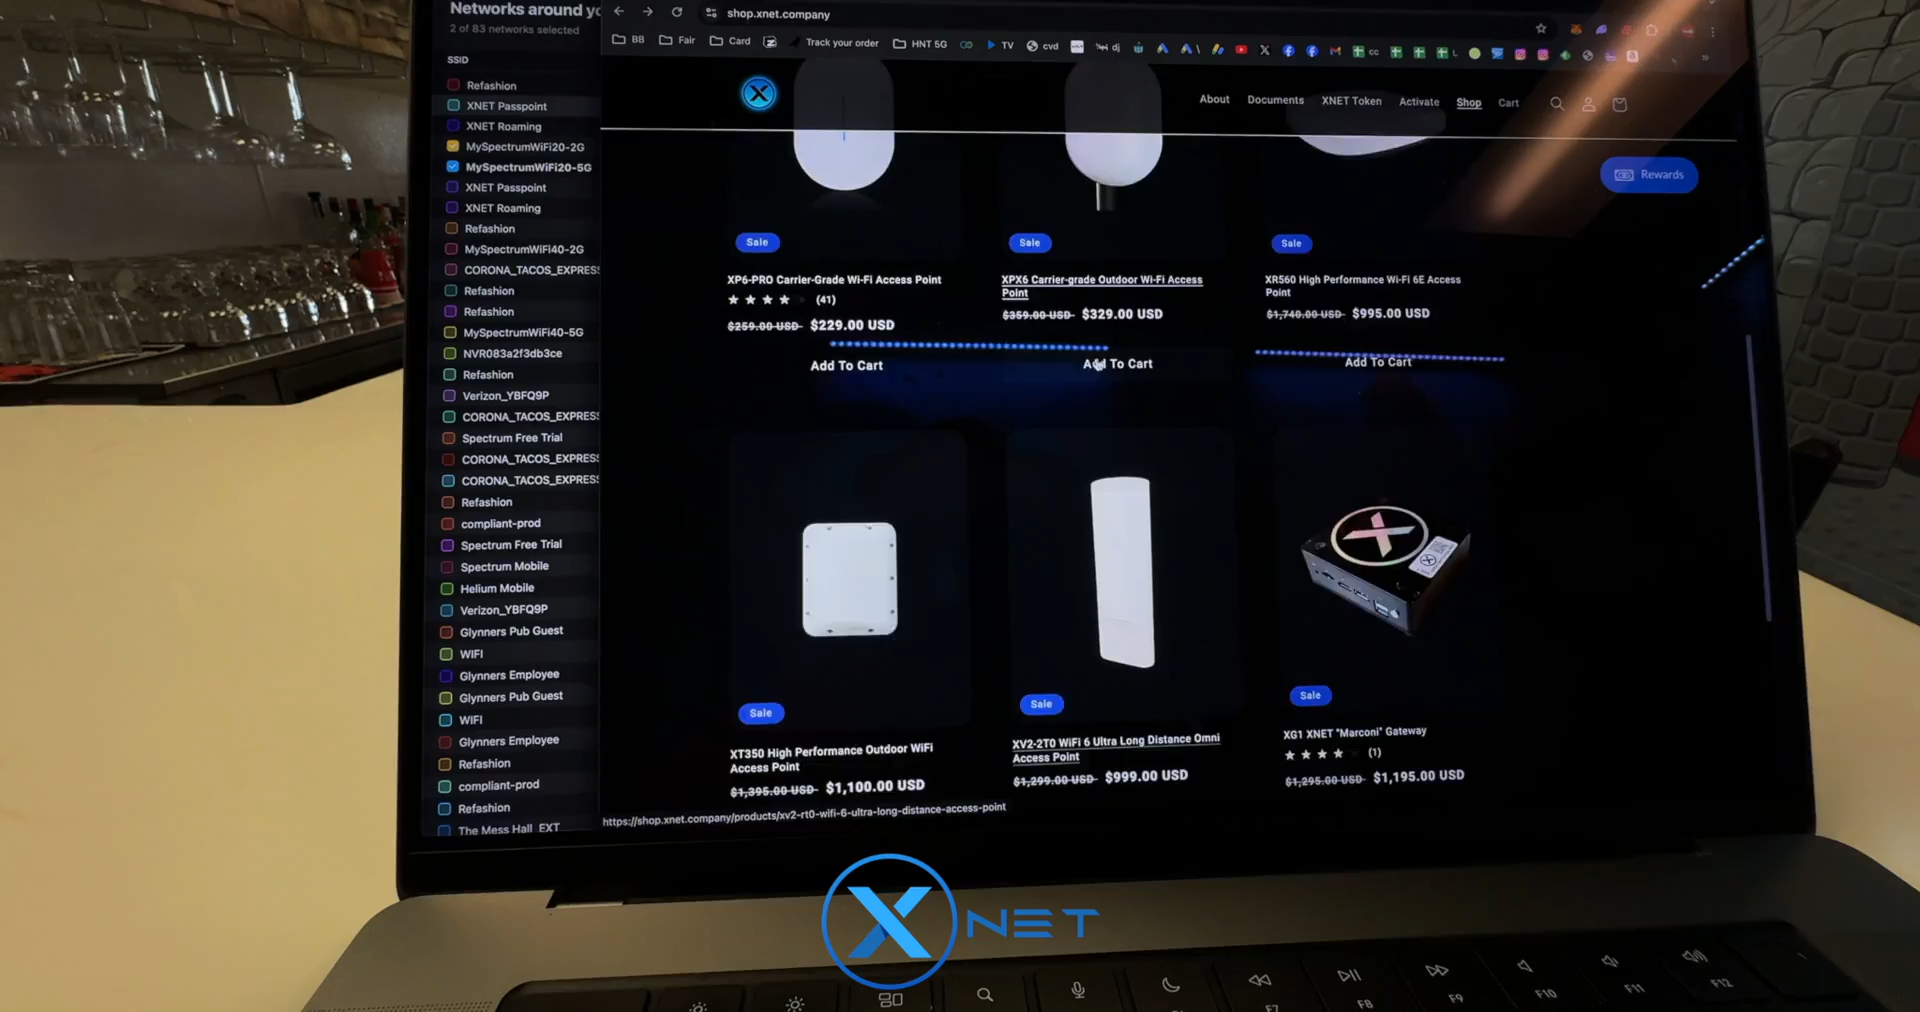 Networks around yo
2 of 83 networks selected
SSID
Refashion
XNET Passpoint
XNET Roaming
MySpectrumWiFi20-2G
MySpectrumWiFi20-5G
XNET Passpoint
XNET Roaming
Refashion
MySpectrumWiFi40-2G
CORONA_TACOS_EXPRESS
Refashion
Refashion
MySpectrumWiFi40-5G
NVR083a2f3db3ce
Refashion
Verizon_YBFQ9P
CORONA_TACOS_EXPRESS
Spectrum Free Trial
CORONA_TACOS_EXPRESS
CORONA_TACOS_EXPRESS
Refashion
compliant-prod
Spectrum Free Trial
Spectrum Mobile
Helium Mobile
Verizon_YBFQ9P
Glynners Pub Guest
WIFI
Glynners Employee
Glynners Pub Guest
WIFI
Glynners Employee
Refashion
compliant-prod
Refashion
The Mess Hall_EXT
shop.xnet.company
BB Fair Card Track your order HNT 5G TV cvd dj cc L
X About Documents XNET Token Activate Shop Cart
Rewards
Sale Sale Sale
XP6-PRO Carrier-Grade Wi-Fi Access Point
(41)
$259.00 USD $229.00 USD
Add To Cart
XPX6 Carrier-grade Outdoor Wi-Fi Access
Point
$359.00 USD $329.00 USD
Add To Cart
XR560 High Performance Wi-Fi 6E Access
Point
$1,740.00 USD $995.00 USD
Add To Cart
Sale Sale Sale
XT350 High Performance Outdoor WiFi
Access Point
$1,395.00 USD $1,100.00 USD
XV2-2T0 WiFi 6 Ultra Long Distance Omni
Access Point
$1,299.00 USD $999.00 USD
XG1 XNET "Marconi" Gateway
(1)
$1,295.00 USD $1,195.00 USD
https://shop.xnet.company/products/xv2-rt0-wifi-6-ultra-long-distance-access-point
X NET
F7 F8 F9 F10 F11 F12